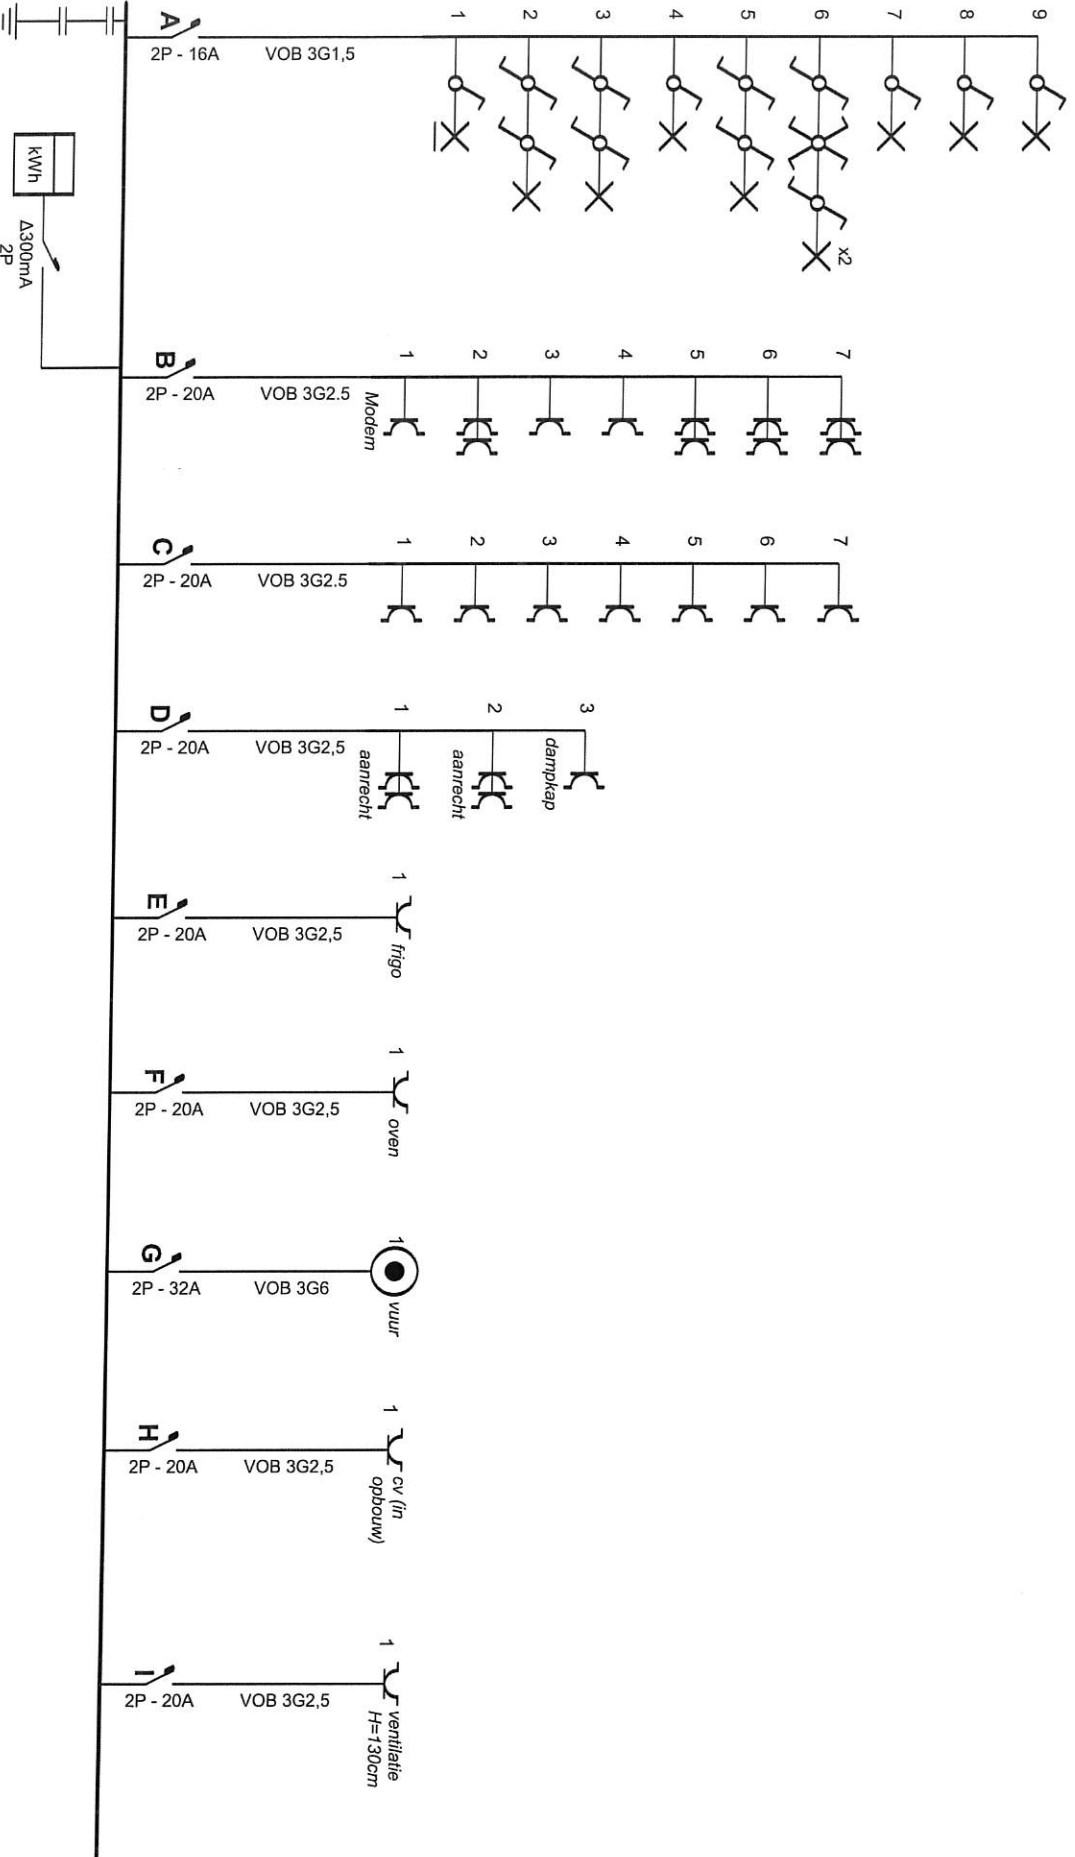 A
2P - 16A
VOB 3G1,5
1
2
3
4
5
6
7
8
9
x2
kWh
Δ300mA
2P
B
2P - 20A
VOB 3G2.5
1
2
3
4
5
6
7
Modem
C
2P - 20A
VOB 3G2.5
1
2
3
4
5
6
7
D
2P - 20A
VOB 3G2,5
1
2
3
aanrecht
aanrecht
dampkap
E
2P - 20A
VOB 3G2,5
1
frigo
F
2P - 20A
VOB 3G2,5
1
oven
G
2P - 32A
VOB 3G6
1
vuur
H
2P - 20A
VOB 3G2,5
1
cv (in
opbouw)
I
2P - 20A
VOB 3G2,5
1
ventilatie
H=130cm